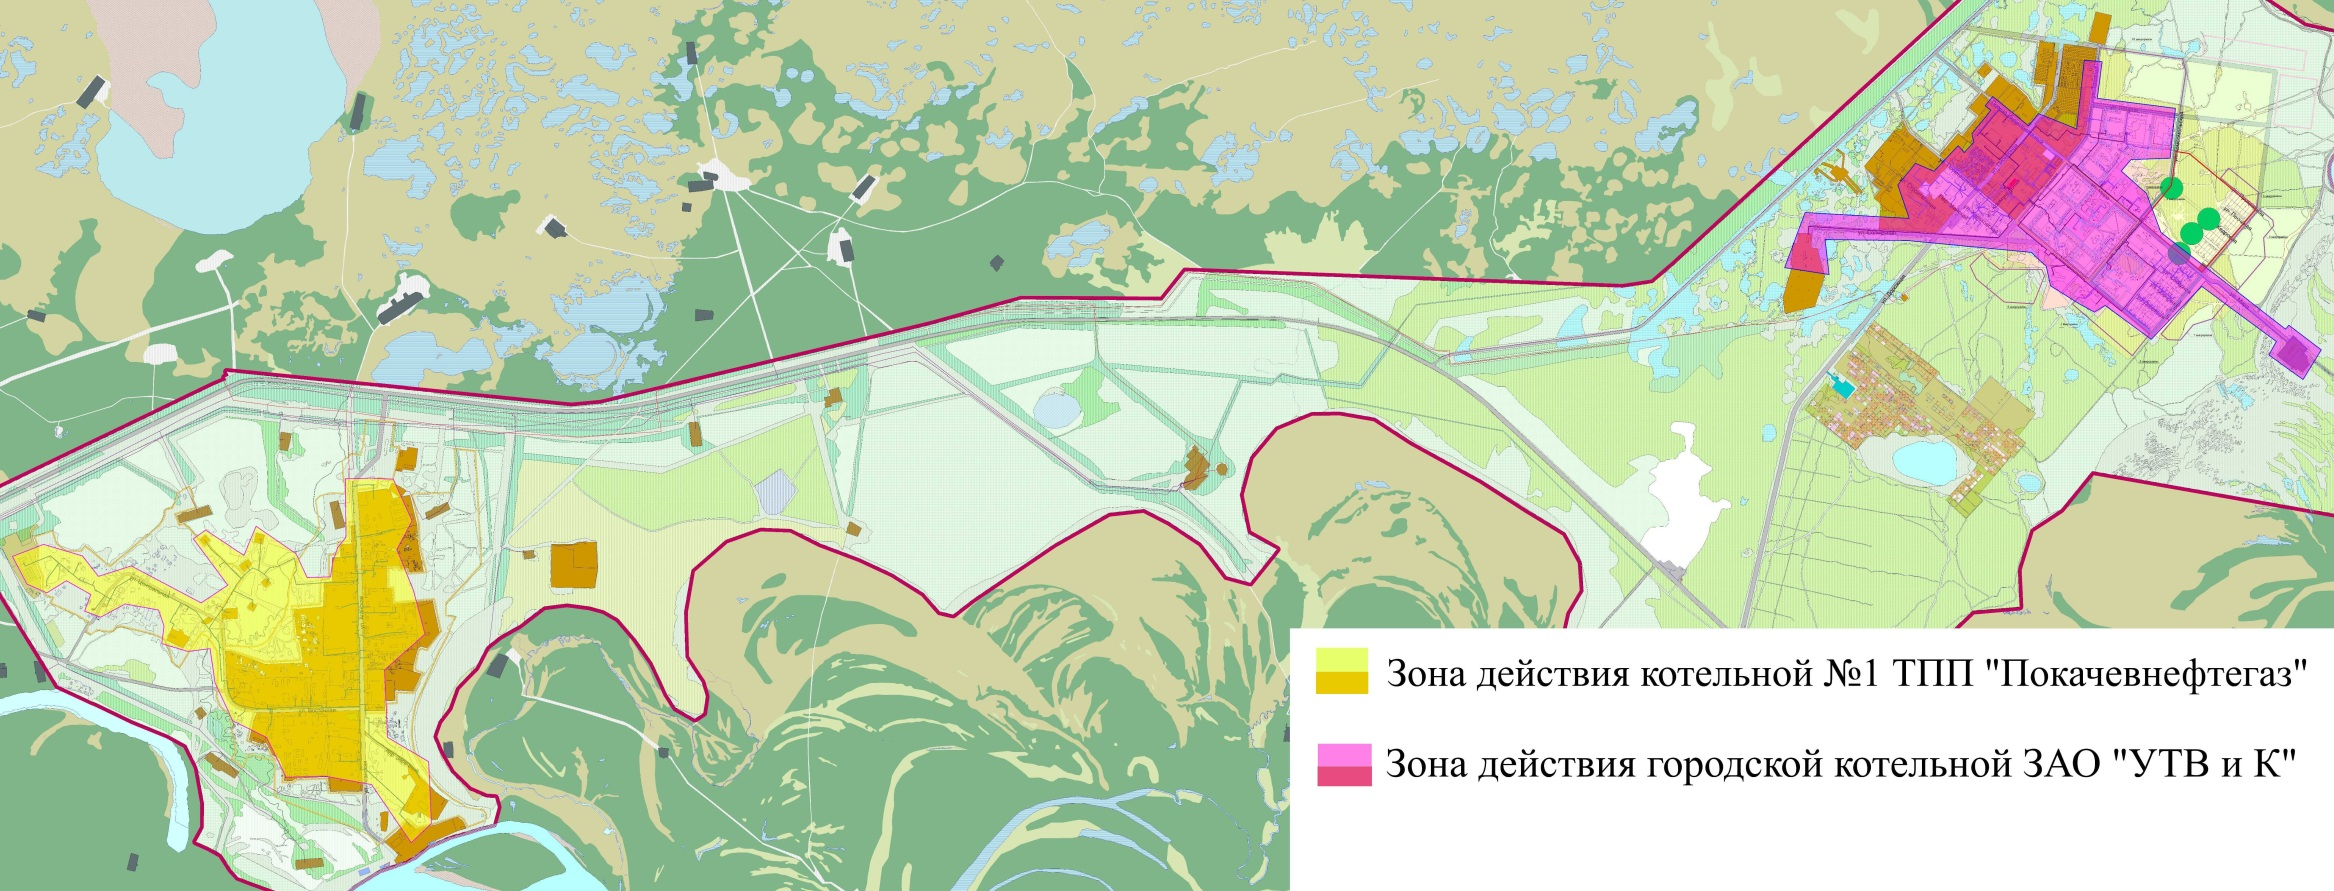 Зона действия котельной №1 ТПП "Покачевнефтегаз"
Зона действия городской котельной ЗАО "УТВ и К"